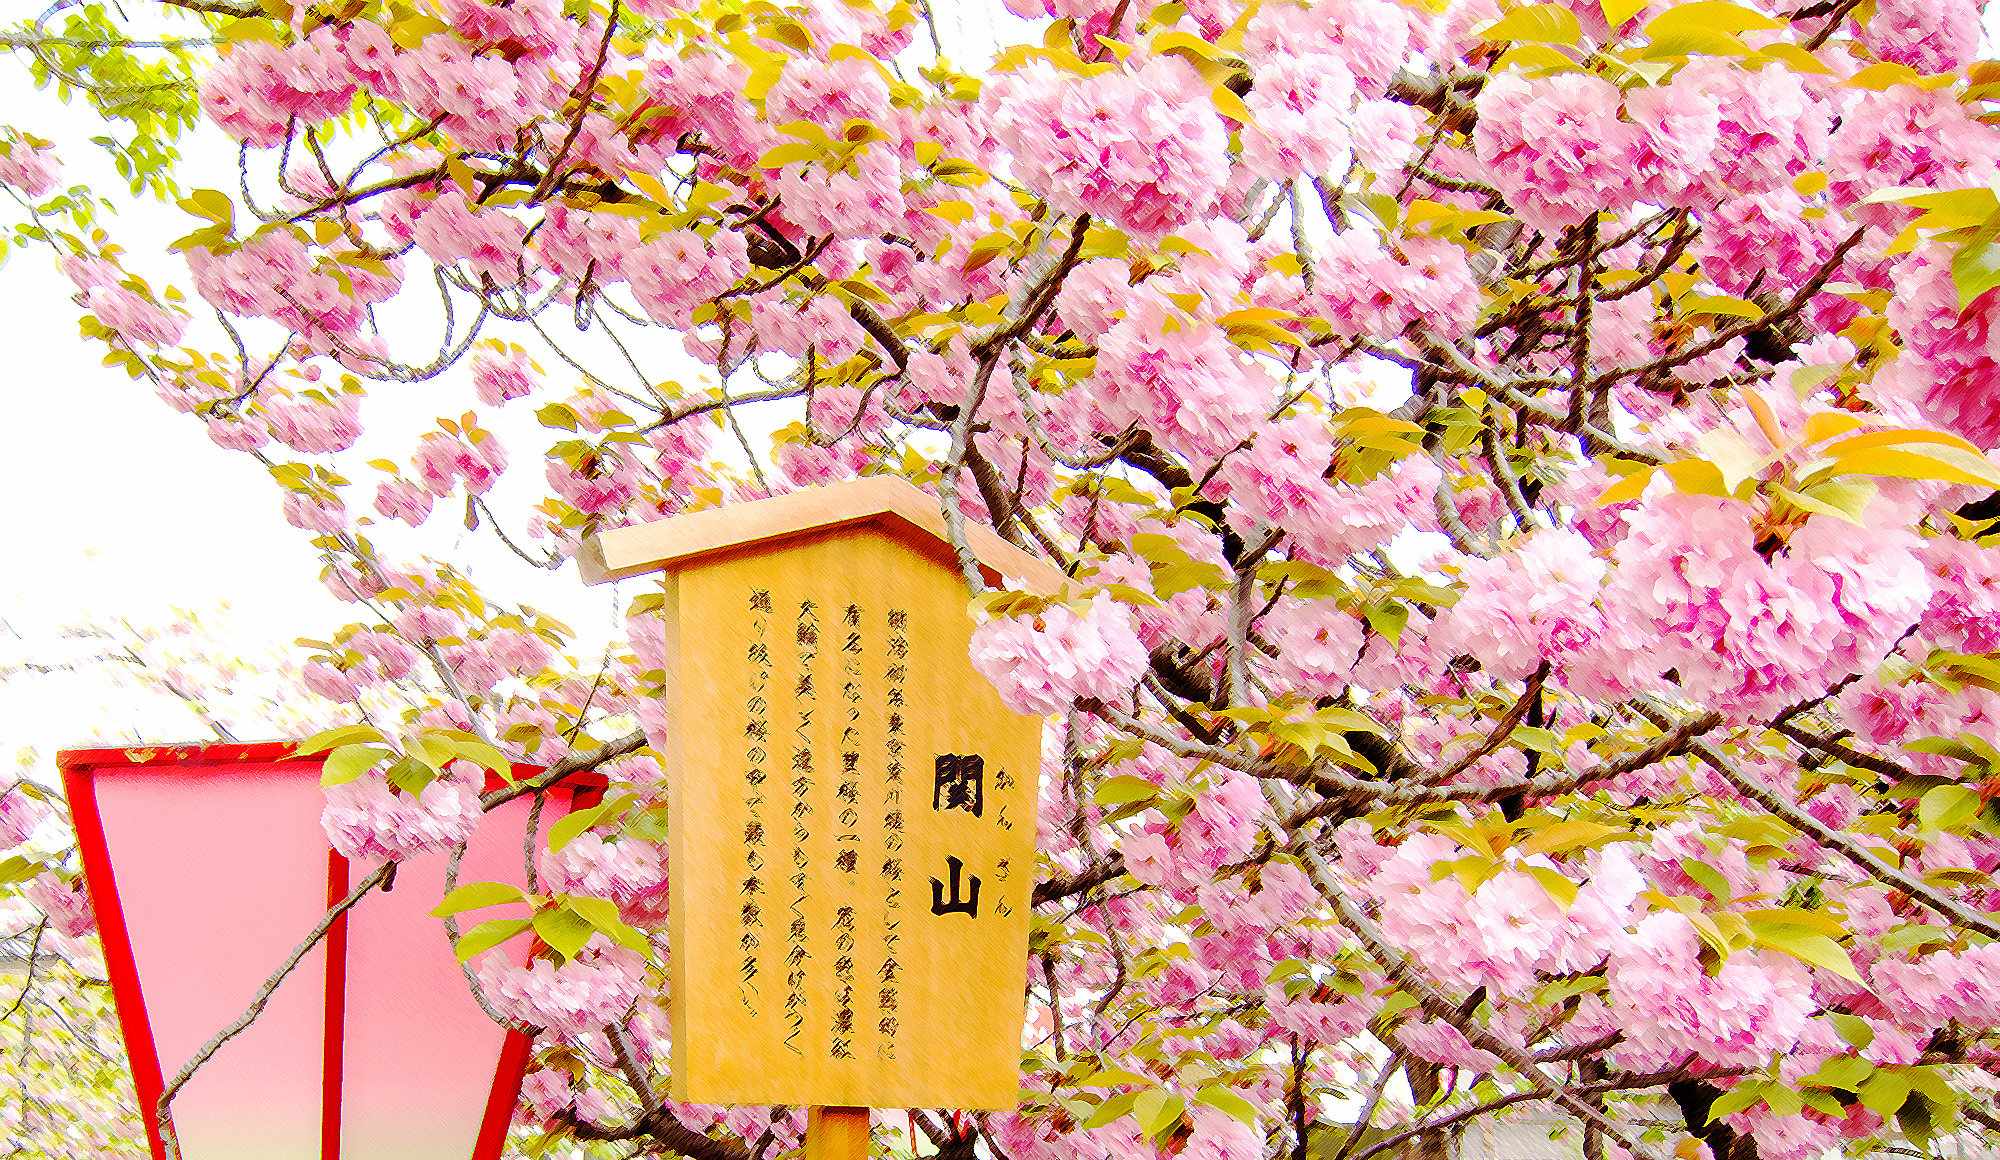 かんざん
関山
明治初年東京荒川堤の桜として全国的に
有名になった里桜の一種。花の色は濃紅
大輪で美しく遠方からもすぐ見分けがつく
通り抜けの桜の中で最も本数が多い。